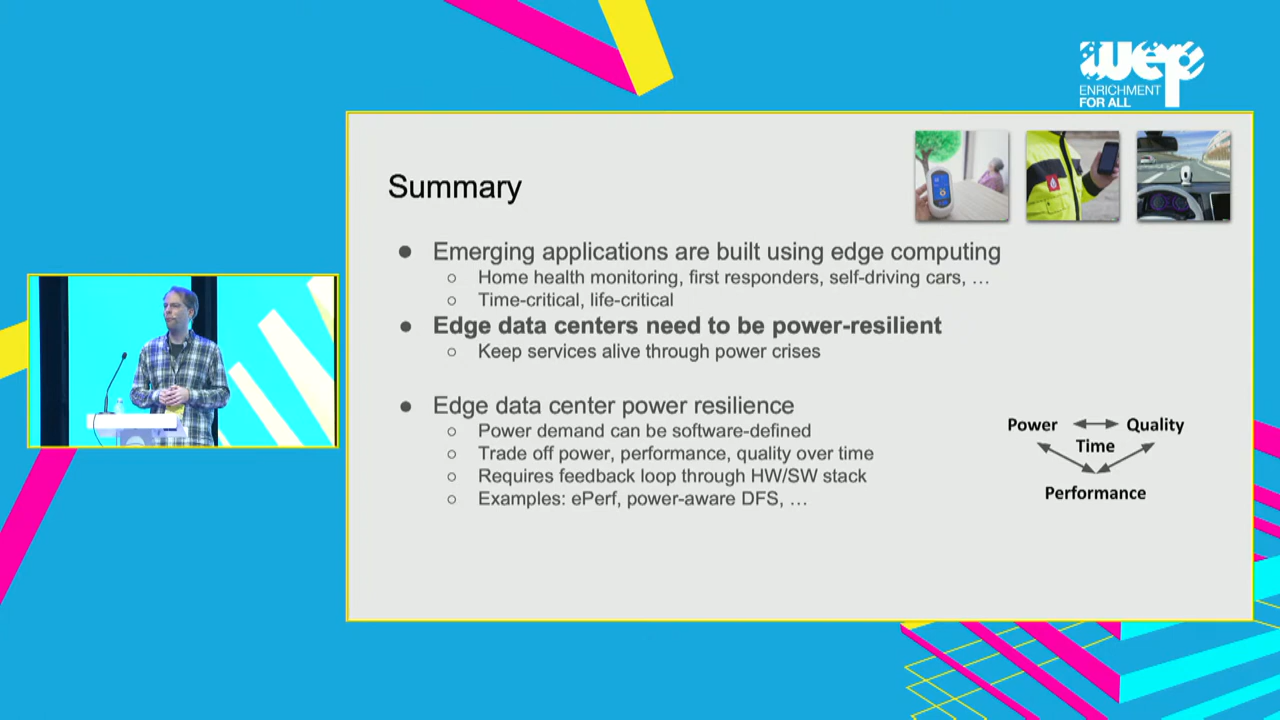 wep
ENRICHMENT
FOR ALL
Summary
● Emerging applications are built using edge computing
○ Home health monitoring, first responders, self-driving cars, …
○ Time-critical, life-critical
● Edge data centers need to be power-resilient
○ Keep services alive through power crises
● Edge data center power resilience
○ Power demand can be software-defined
○ Trade off power, performance, quality over time
○ Requires feedback loop through HW/SW stack
○ Examples: ePerf, power-aware DFS, …
Power Quality
Time
Performance